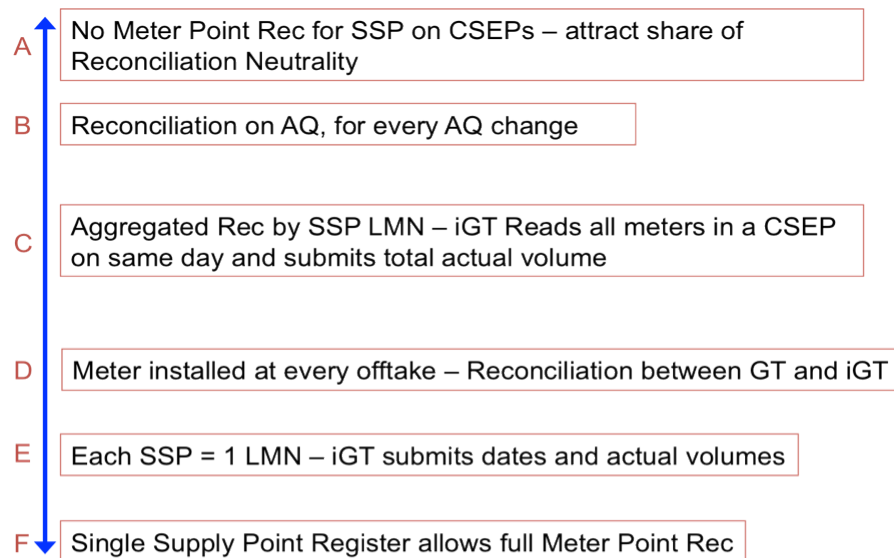 A
No Meter Point Rec for SSP on CSEPs – attract share of
Reconciliation Neutrality
B
Reconciliation on AQ, for every AQ change
C
Aggregated Rec by SSP LMN – iGT Reads all meters in a CSEP
on same day and submits total actual volume
D
Meter installed at every offtake – Reconciliation between GT and iGT
E
Each SSP = 1 LMN – iGT submits dates and actual volumes
F
Single Supply Point Register allows full Meter Point Rec